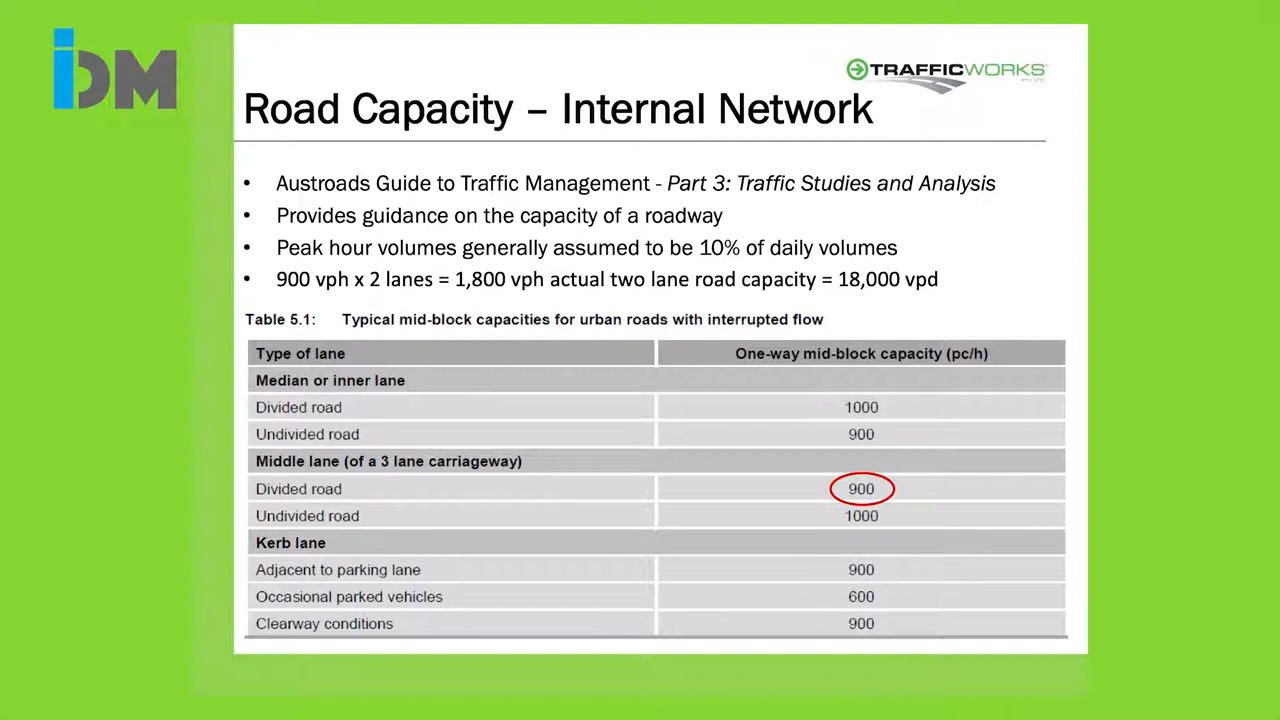 iDM
TRAFFICWORKS
Road Capacity – Internal Network
• Austroads Guide to Traffic Management - Part 3: Traffic Studies and Analysis
• Provides guidance on the capacity of a roadway
• Peak hour volumes generally assumed to be 10% of daily volumes
• 900 vph x 2 lanes = 1,800 vph actual two lane road capacity = 18,000 vpd
Table 5.1: Typical mid-block capacities for urban roads with interrupted flow
Type of lane One-way mid-block capacity (pc/h)
Median or inner lane
Divided road 1000
Undivided road 900
Middle lane (of a 3 lane carriageway)
Divided road 900
Undivided road 1000
Kerb lane
Adjacent to parking lane 900
Occasional parked vehicles 600
Clearway conditions 900